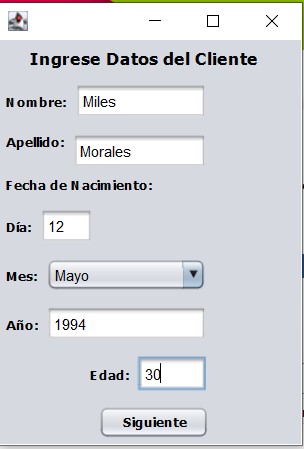 Ingrese Datos del Cliente
Nombre: Miles
Apellido: Morales
Fecha de Nacimiento:
Día: 12
Mes: Mayo
Año: 1994
Edad: 30
Siguiente